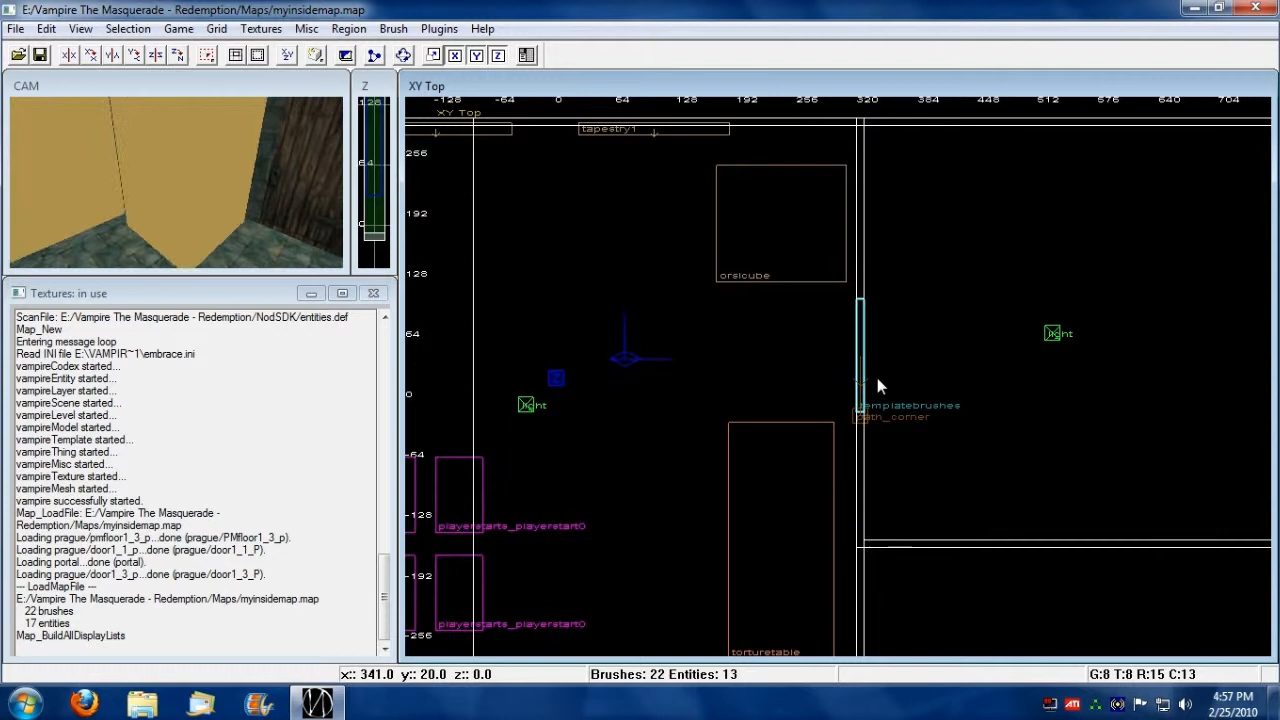 E:/Vampire The Masquerade - Redemption/Maps/myinsidemap.map
File Edit View Selection Game Grid Textures Misc Region Brush Plugins Help
CAM
Z
XY Top
128
64
0
-128 -64 0 64 128 192 256 320 384 448 512 576 640 704
XY Top
tapestry1
256
192
128
orsicube
64
light
0
light
templatebrushes
path_corner
-64
-128
playerstarts_playerstart0
-192
playerstarts_playerstart0
-256
torturetable
Textures: in use
ScanFile: E:/Vampire The Masquerade - Redemption/NodSDK/entities.def
Map_New
Entering message loop
Read INI file E:\VAMPIR~1\embrace.ini
vampireCodex started...
vampireEntity started...
vampireLayer started...
vampireScene started...
vampireLevel started...
vampireModel started...
vampireTemplate started...
vampireThing started...
vampireMisc started...
vampireTexture started...
vampireMesh started...
vampire successfully started.
Map_LoadFile: E:/Vampire The Masquerade -
Redemption/Maps/myinsidemap.map
Loading prague/pmfloor1_3_p...done (prague/PMfloor1_3_p).
Loading prague/door1_1_p...done (prague/door1_1_P).
Loading portal...done (portal).
Loading prague/door1_3_p...done (prague/door1_3_P).
--- LoadMapFile ---
E:/Vampire The Masquerade - Redemption/Maps/myinsidemap.map
22 brushes
17 entities
Map_BuildAllDisplayLists
x:: 341.0 y:: 20.0 z:: 0.0
Brushes: 22 Entities: 13
G:8 T:8 R:15 C:13
4:57 PM
2/25/2010